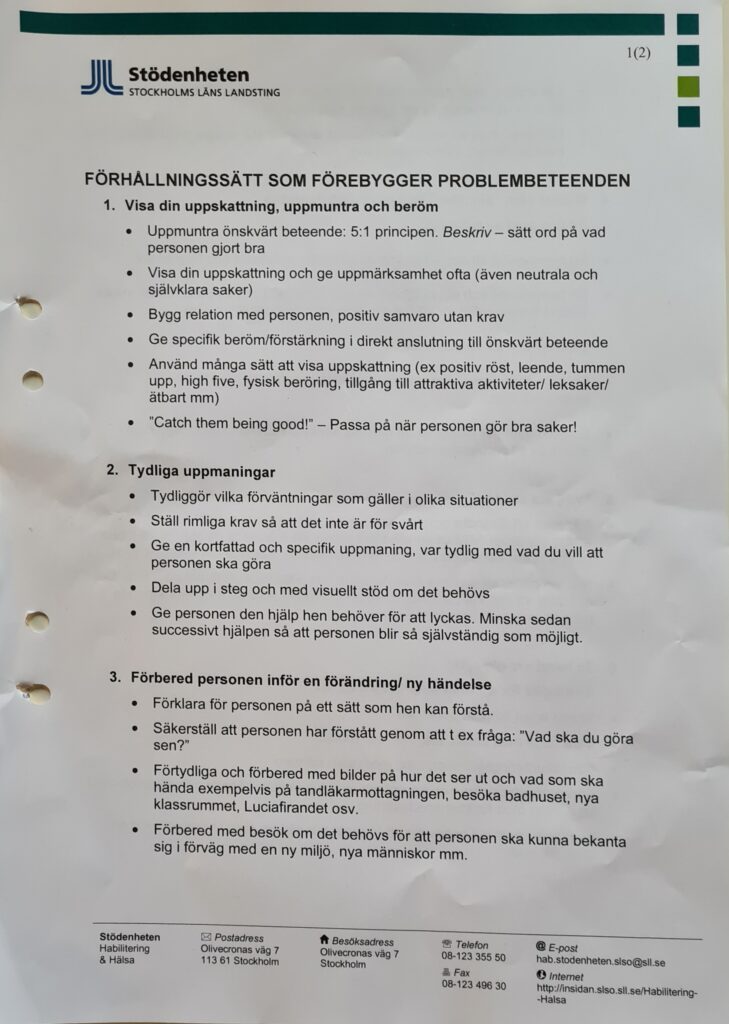 1(2)
Stödenheten
STOCKHOLMS LÄNS LANDSTING
FÖRHÅLLNINGSSÄTT SOM FÖREBYGGER PROBLEMBETEENDEN
1. Visa din uppskattning, uppmuntra och beröm
• Uppmuntra önskvärt beteende: 5:1 principen. Beskriv – sätt ord på vad
personen gjort bra
• Visa din uppskattning och ge uppmärksamhet ofta (även neutrala och
självklara saker)
• Bygg relation med personen, positiv samvaro utan krav
• Ge specifik beröm/förstärkning i direkt anslutning till önskvärt beteende
• Använd många sätt att visa uppskattning (ex positiv röst, leende, tummen
upp, high five, fysisk beröring, tillgång till attraktiva aktiviteter/ leksaker/
ätbart mm)
• ”Catch them being good!” – Passa på när personen gör bra saker!
2. Tydliga uppmaningar
• Tydliggör vilka förväntningar som gäller i olika situationer
• Ställ rimliga krav så att det inte är för svårt
• Ge en kortfattad och specifik uppmaning, var tydlig med vad du vill att
personen ska göra
• Dela upp i steg och med visuellt stöd om det behövs
• Ge personen den hjälp hen behöver för att lyckas. Minska sedan
successivt hjälpen så att personen blir så självständig som möjligt.
3. Förbered personen inför en förändring/ ny händelse
• Förklara för personen på ett sätt som hen kan förstå.
• Säkerställ att personen har förstått genom att t ex fråga: ”Vad ska du göra
sen?”
• Förtydliga och förbered med bilder på hur det ser ut och vad som ska
hända exempelvis på tandläkarmottagningen, besöka badhuset, nya
klassrummet, Luciafirandet osv.
• Förbered med besök om det behövs för att personen ska kunna bekanta
sig i förväg med en ny miljö, nya människor mm.
Stödenheten
Habilitering
& Hälsa
Postadress
Olivecronas väg 7
113 61 Stockholm
Besöksadress
Olivecronas väg 7
Stockholm
Telefon
08-123 355 50
Fax
08-123 496 30
E-post
hab.stodenheten.slso@sll.se
Internet
http://insidan.slso.sll.se/Habilitering-
-Halsa